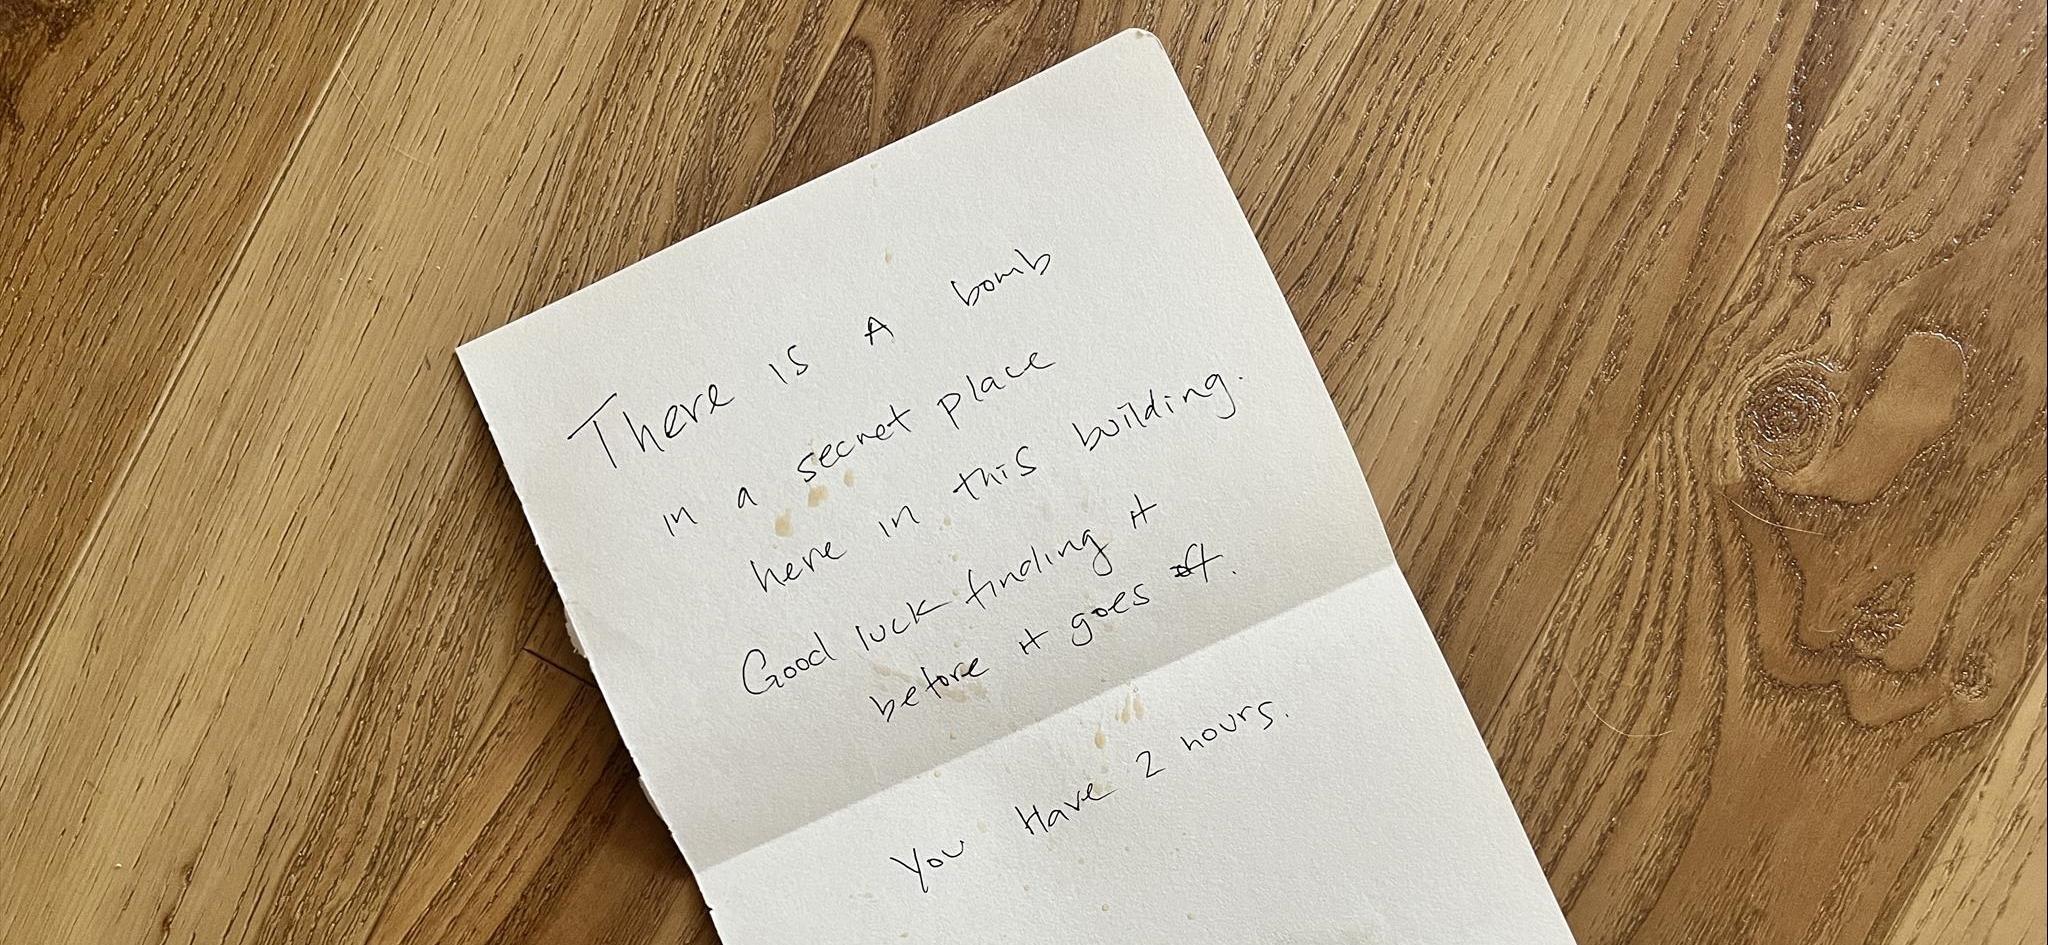 There is A bomb
in a secret place
here in this building.
Good luck finding it
before it goes off.
You Have 2 hours.